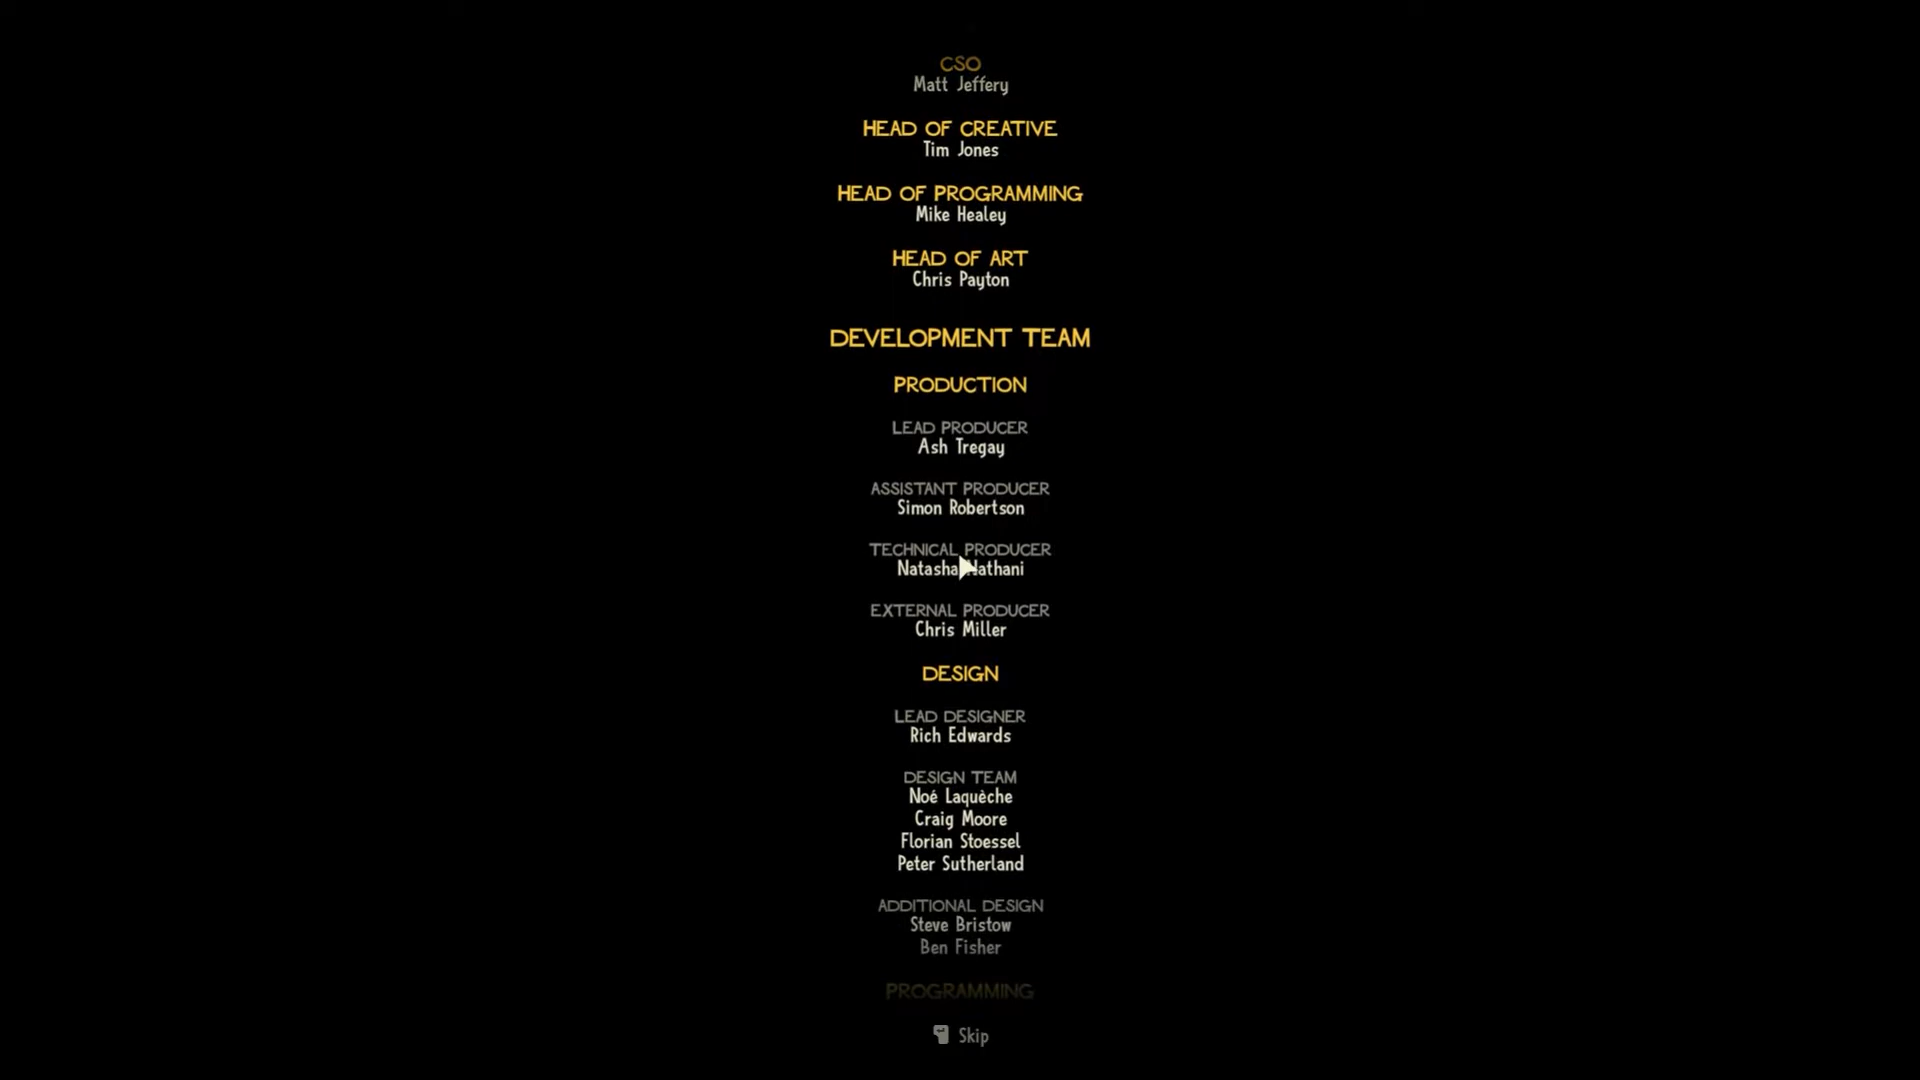 CSO
Matt Jeffery
HEAD OF CREATIVE
Tim Jones
HEAD OF PROGRAMMING
Mike Healey
HEAD OF ART
Chris Payton
DEVELOPMENT TEAM
PRODUCTION
LEAD PRODUCER
Ash Tregay
ASSISTANT PRODUCER
Simon Robertson
TECHNICAL PRODUCER
Natasha Nathani
EXTERNAL PRODUCER
Chris Miller
DESIGN
LEAD DESIGNER
Rich Edwards
DESIGN TEAM
Noé Laquèche
Craig Moore
Florian Stoessel
Peter Sutherland
ADDITIONAL DESIGN
Steve Bristow
Ben Fisher
PROGRAMMING
Skip